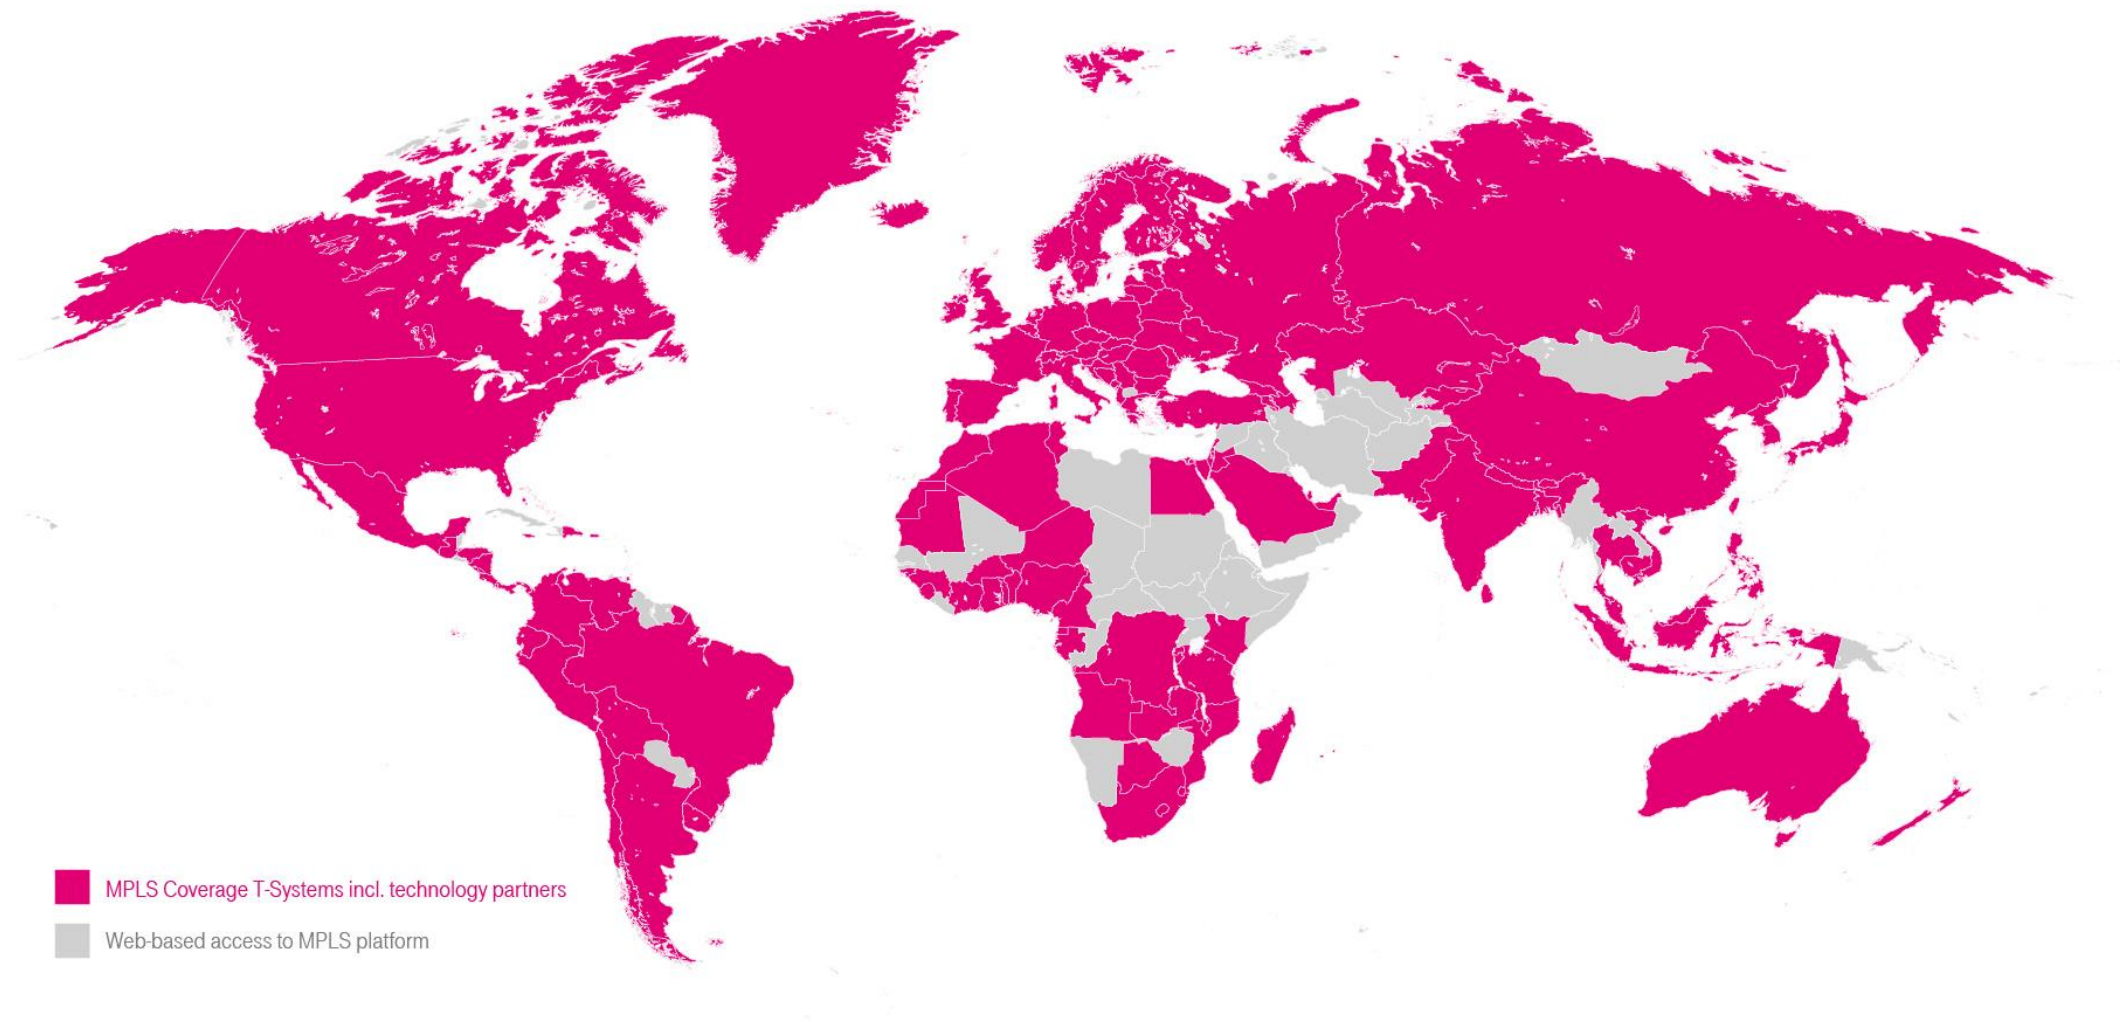 MPLS Coverage T-Systems incl. technology partners
Web-based access to MPLS platform